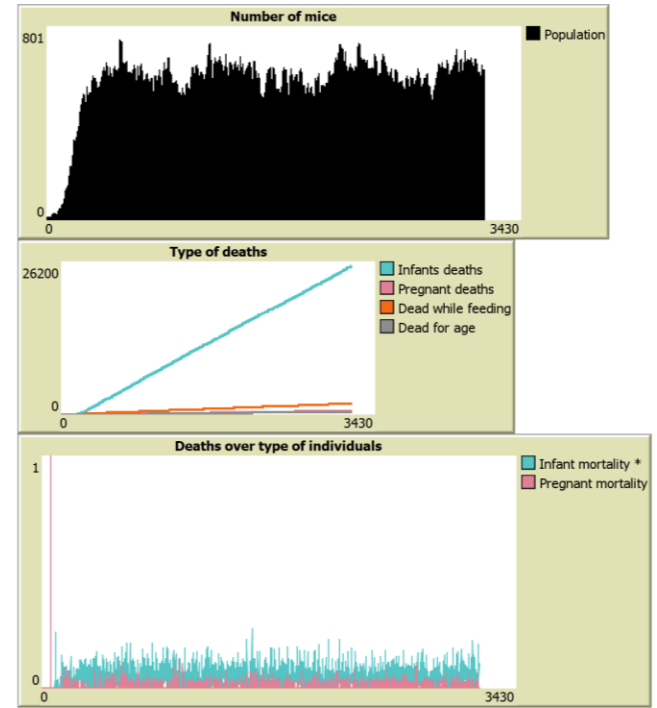 Number of mice
801
Population
0
0
3430
Type of deaths
26200
Infants deaths
Pregnant deaths
Dead while feeding
Dead for age
0
0
3430
Deaths over type of individuals
1
Infant mortality *
Pregnant mortality
0
0
3430